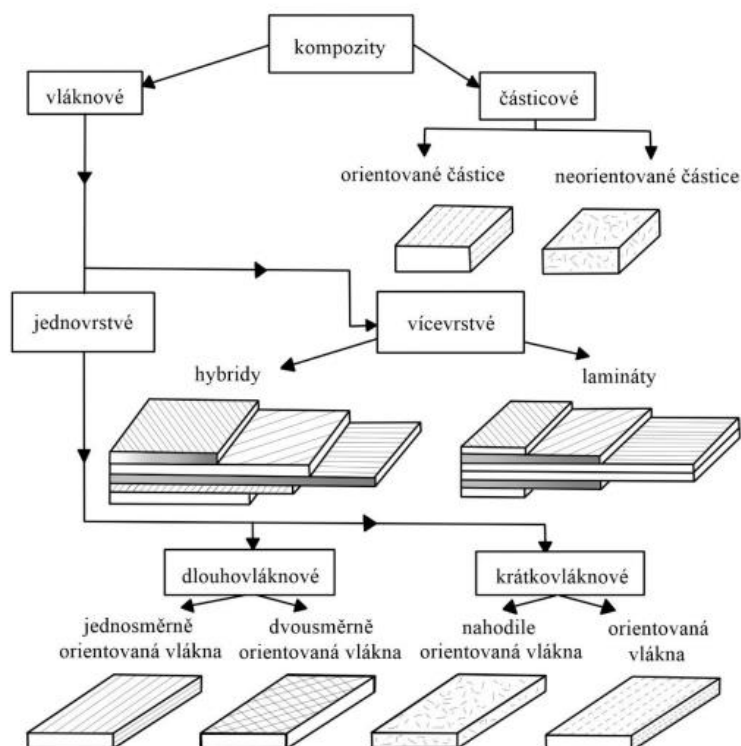 kompozity
vláknové
částicové
orientované částice
neorientované částice
jednovrstvé
vícevrstvé
hybridy
lamináty
dlouhovláknové
krátkovláknové
jednosměrně
orientovaná vlákna
dvousměrně
orientovaná vlákna
nahodile
orientovaná vlákna
orientovaná
vlákna